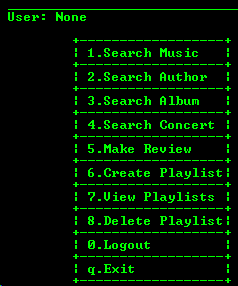 User: None
1.Search Music
2.Search Author
3.Search Album
4.Search Concert
5.Make Review
6.Create Playlist
7.View Playlists
8.Delete Playlist
0.Logout
q.Exit